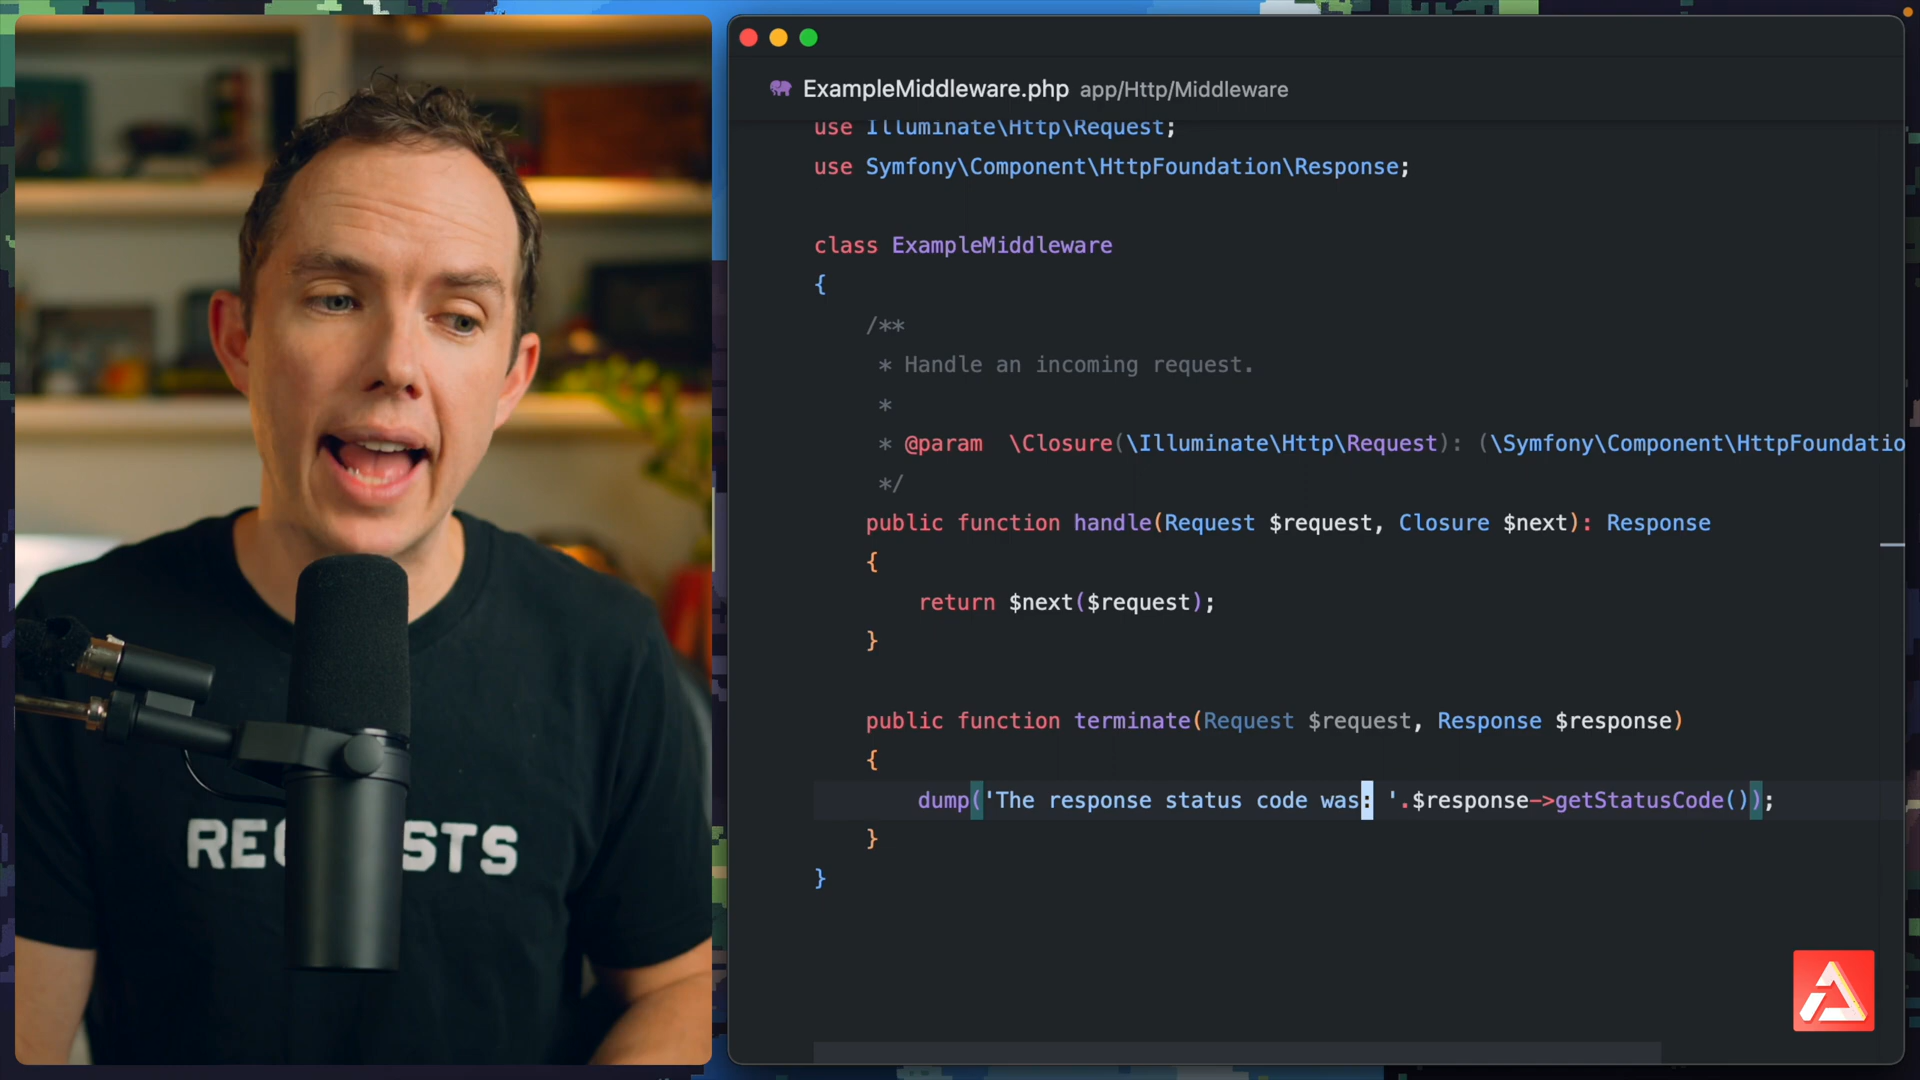 ExampleMiddleware.php app/Http/Middleware
use Illuminate\Http\Request;
use Symfony\Component\HttpFoundation\Response;
class ExampleMiddleware
{
/**
* Handle an incoming request.
*
* @param \Closure(\Illuminate\Http\Request): (\Symfony\Component\HttpFoundatio
*/
public function handle(Request $request, Closure $next): Response
{
return $next($request);
}
public function terminate(Request $request, Response $response)
{
dump('The response status code was: '.$response->getStatusCode());
}
}